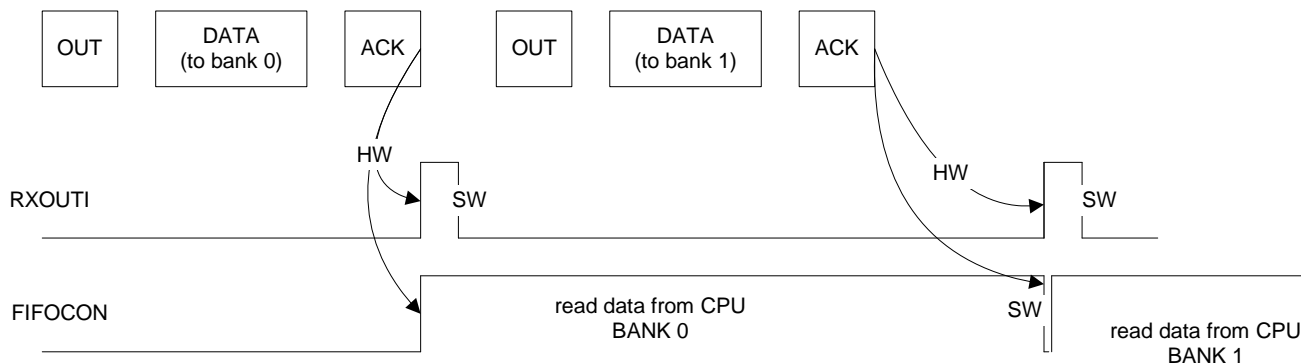 OUT
DATA
(to bank 0)
ACK
OUT
DATA
(to bank 1)
ACK
HW
HW
RXOUTI
SW
SW
FIFOCON
read data from CPU
BANK 0
SW
read data from CPU
BANK 1